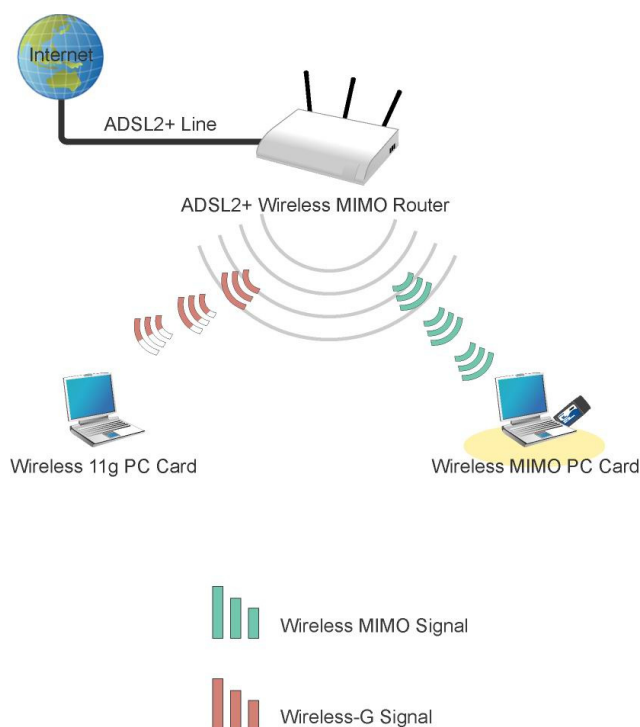 Internet
ADSL2+ Line
ADSL2+ Wireless MIMO Router
Wireless 11g PC Card
Wireless MIMO PC Card
Wireless MIMO Signal
Wireless-G Signal